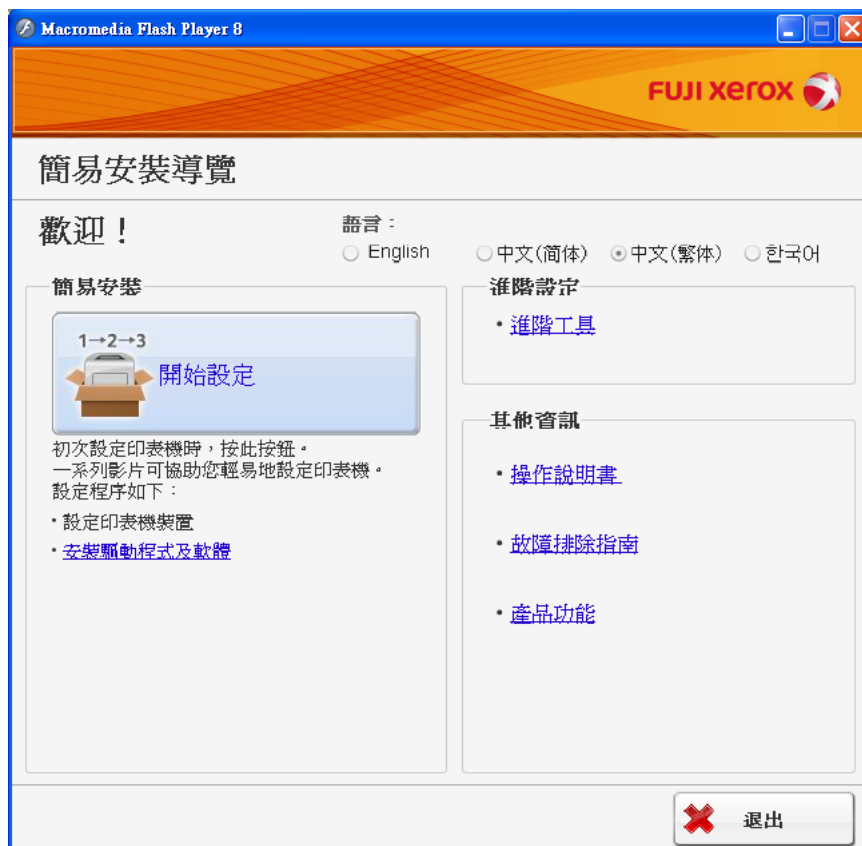 Macromedia Flash Player 8
FUJI xerox
簡易安裝導覽
歡迎！
語言：
English 中文(简体) 中文(繁体) 한국어
簡易安裝
1→2→3
開始設定
初次設定印表機時，按此按鈕。
一系列影片可協助您輕易地設定印表機。
設定程序如下：
・設定印表機裝置
・安裝驅動程式及軟體
進階設定
・進階工具
其他資訊
・操作說明書
・故障排除指南
・產品功能
退出